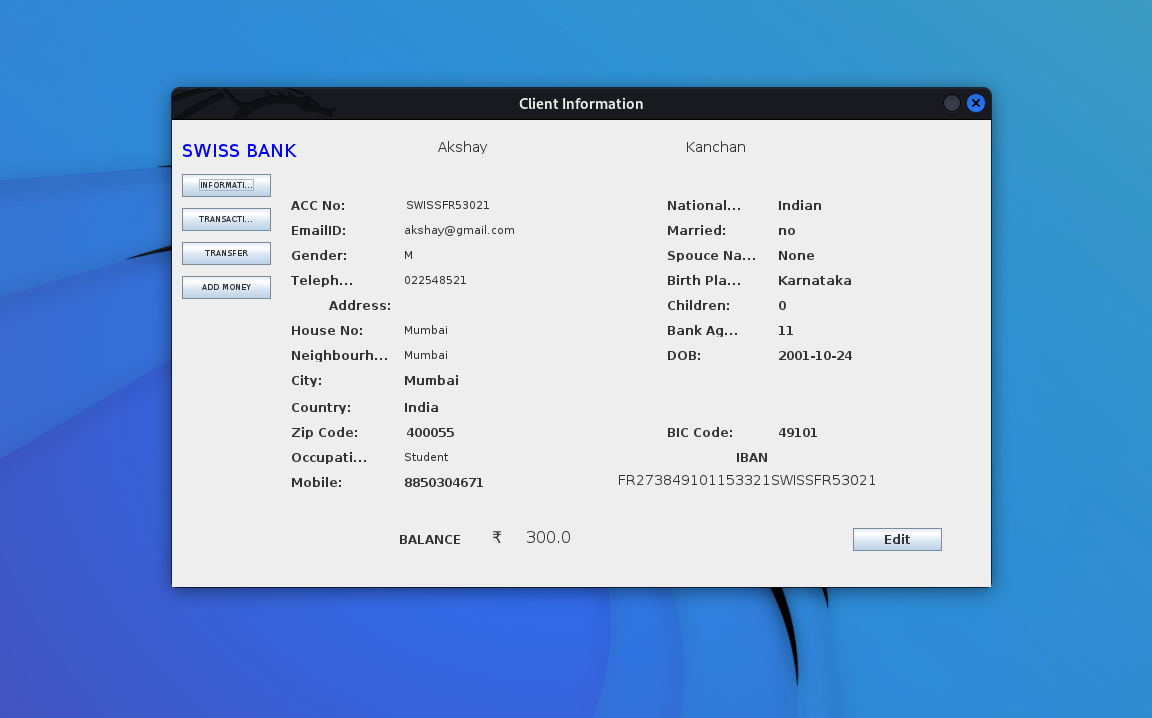 Client Information
SWISS BANK
Akshay Kanchan
INFORMATI...
TRANSACTI...
TRANSFER
ADD MONEY
ACC No: SWISSFR53021
EmailID: akshay@gmail.com
Gender: M
Teleph... 022548521
Address:
House No: Mumbai
Neighbourh... Mumbai
City: Mumbai
Country: India
Zip Code: 400055
Occupati... Student
Mobile: 8850304671
National... Indian
Married: no
Spouce Na... None
Birth Pla... Karnataka
Children: 0
Bank Ag... 11
DOB: 2001-10-24
BIC Code: 49101
IBAN
FR273849101153321SWISSFR53021
BALANCE ₹ 300.0
Edit